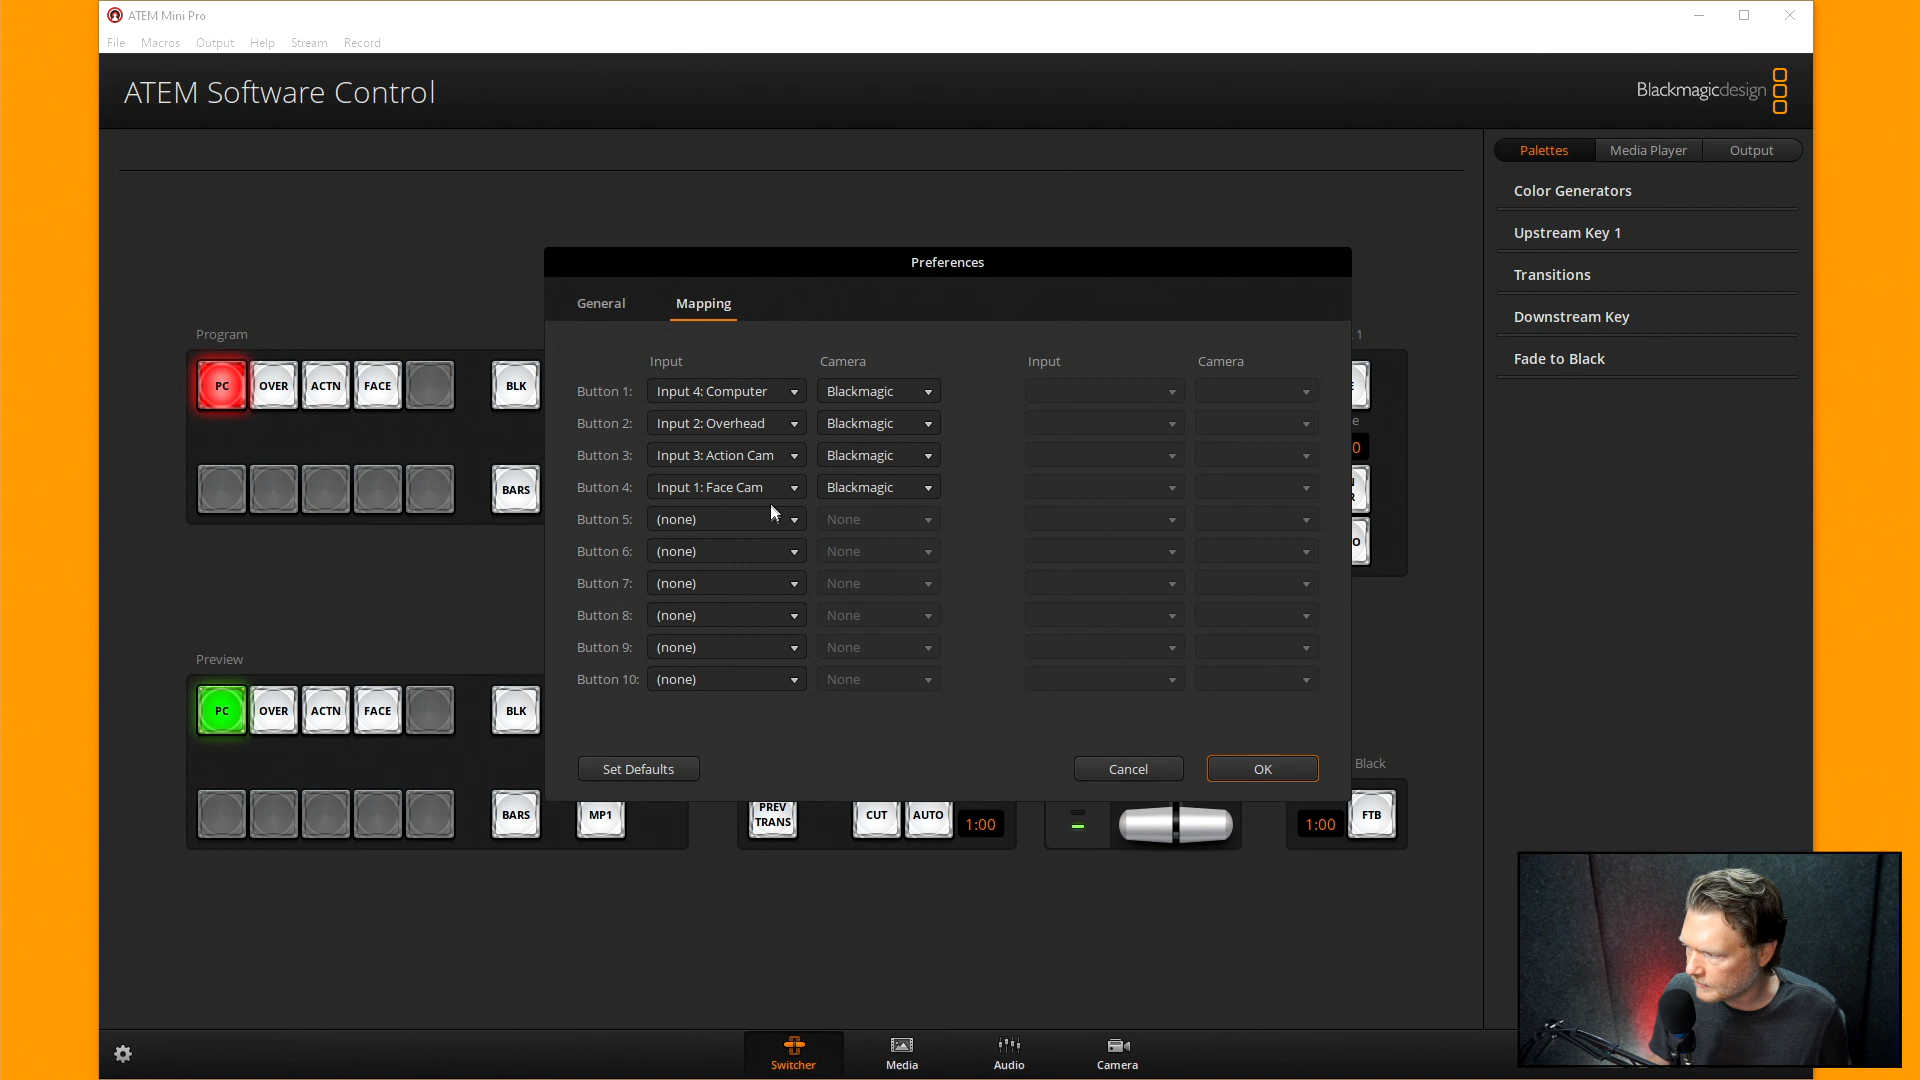 ATEM Mini Pro
File Macros Output Help Stream Record
ATEM Software Control
Blackmagicdesign
Palettes Media Player Output
Color Generators
Upstream Key 1
Transitions
Downstream Key
Fade to Black
Preferences
General Mapping
Input Camera Input Camera
Button 1: Input 4: Computer Blackmagic
Button 2: Input 2: Overhead Blackmagic
Button 3: Input 3: Action Cam Blackmagic
Button 4: Input 1: Face Cam Blackmagic
Button 5: (none) None
Button 6: (none) None
Button 7: (none) None
Button 8: (none) None
Button 9: (none) None
Button 10: (none) None
Set Defaults Cancel OK
Program
PC OVER ACTN FACE BLK
BARS
1
Preview
PC OVER ACTN FACE BLK
BARS MP1
PREV
TRANS
CUT AUTO 1:00
Black
1:00 FTB
Switcher Media Audio Camera